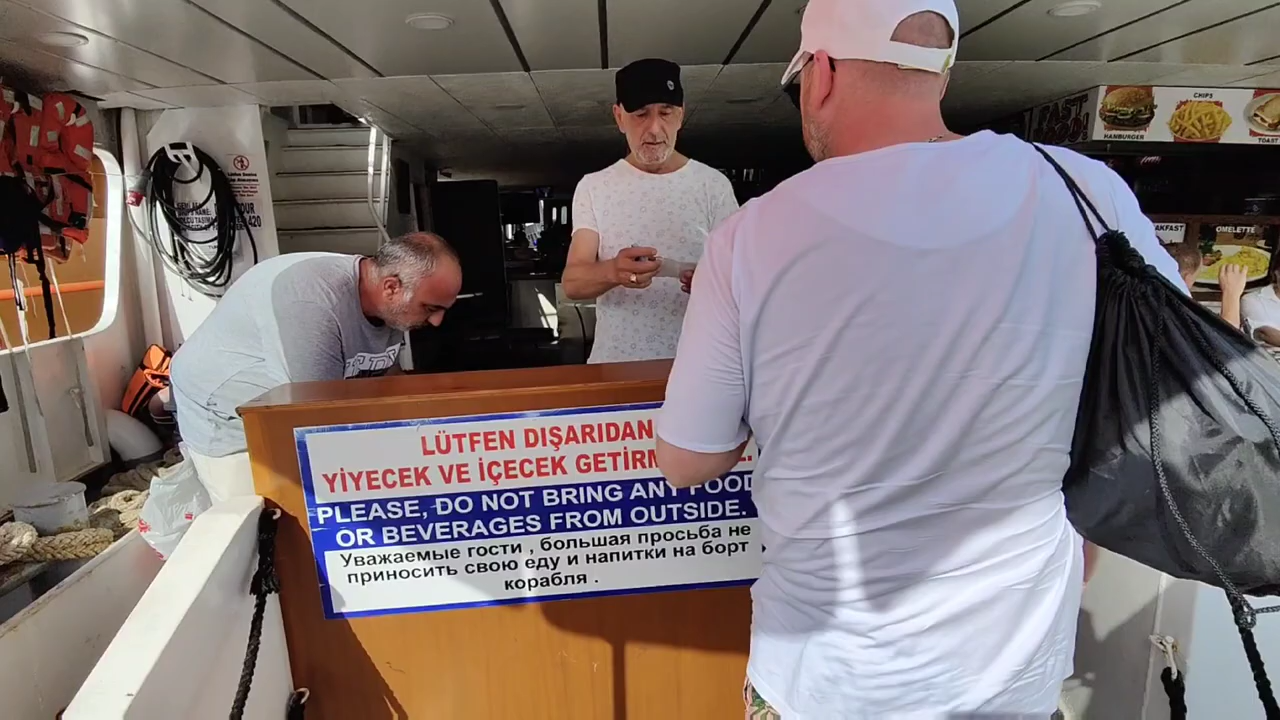 LÜTFEN DIŞARIDAN
YİYECEK VE İÇECEK
PLEASE, DO NOT BRING ANY FOOD
OR BEVERAGES FROM OUTSIDE.
Уважаемые гости , большая просьба не
приносить свою еду и напитки на борт
корабля .
HAMBURGER
CHIPS
TOAST
OMELETTE